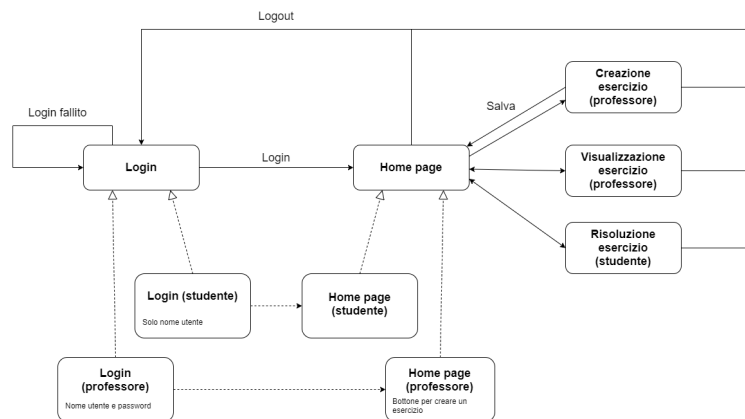 Logout
Creazione
esercizio
(professore)
Salva
Login fallito
Login
Login
Home page
Visualizzazione
esercizio
(professore)
Risoluzione
esercizio
(studente)
Login (studente)
Solo nome utente
Home page
(studente)
Login
(professore)
Nome utente e password
Home page
(professore)
Bottone per creare un
esercizio